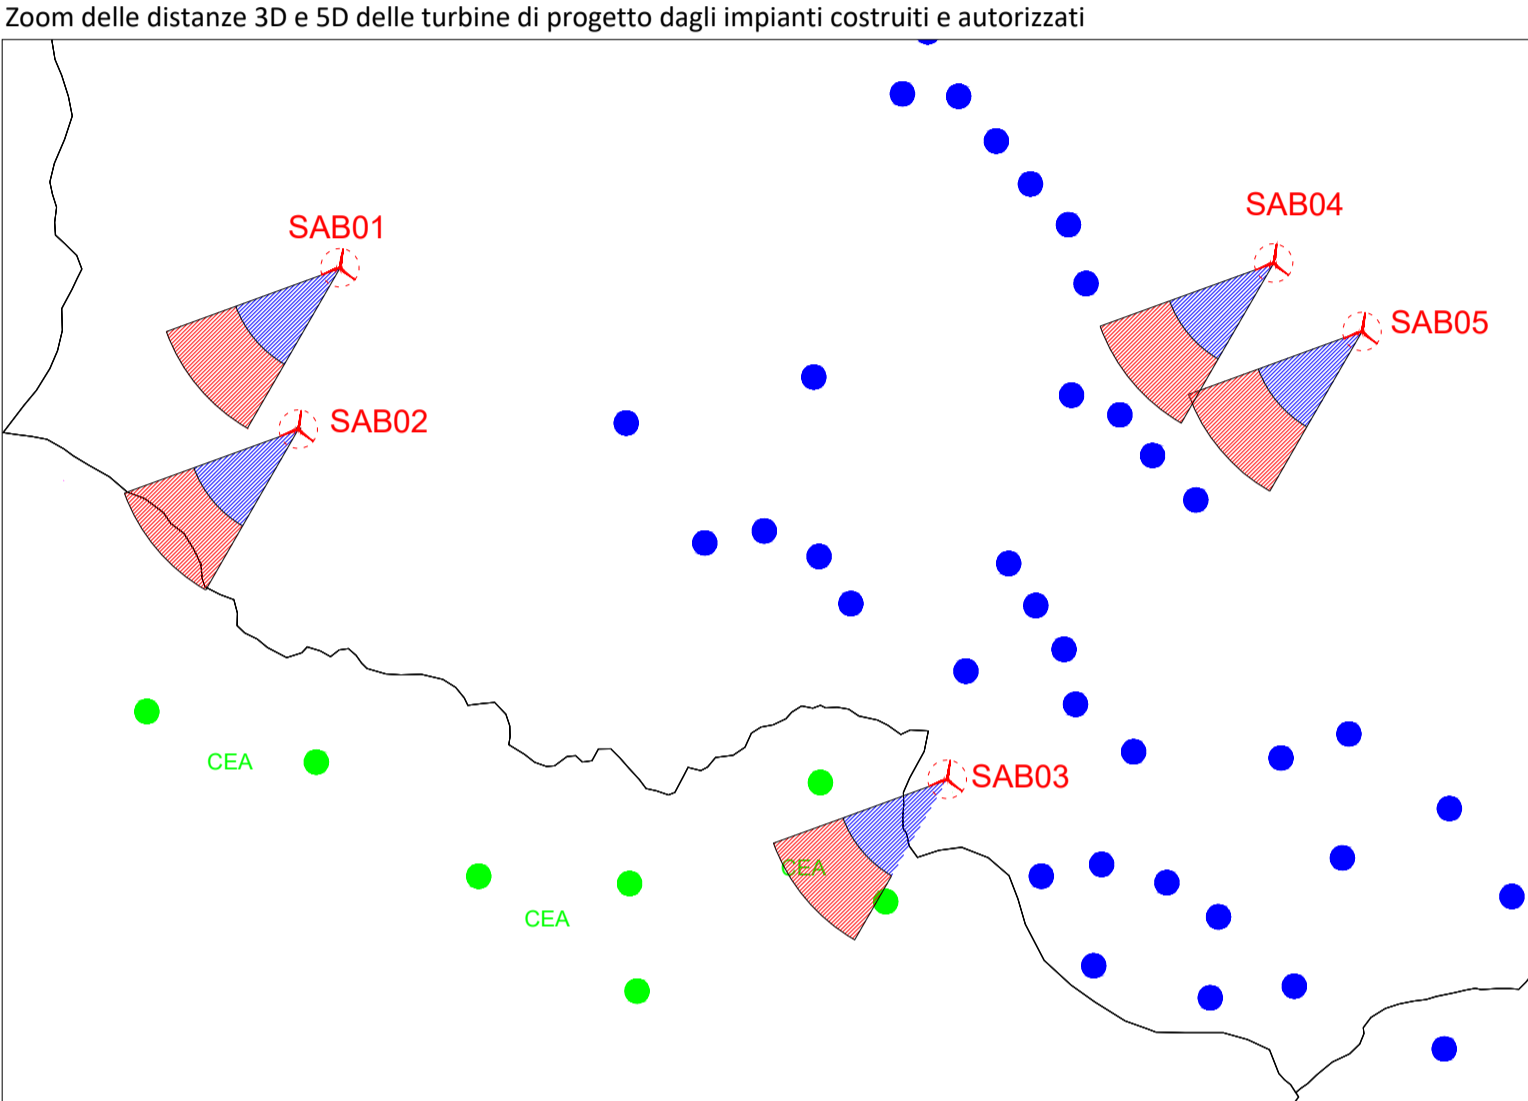 Zoom delle distanze 3D e 5D delle turbine di progetto dagli impianti costruiti e autorizzati
SAB04
SAB01
SAB05
SAB02
CEA
SAB03
CEA
CEA